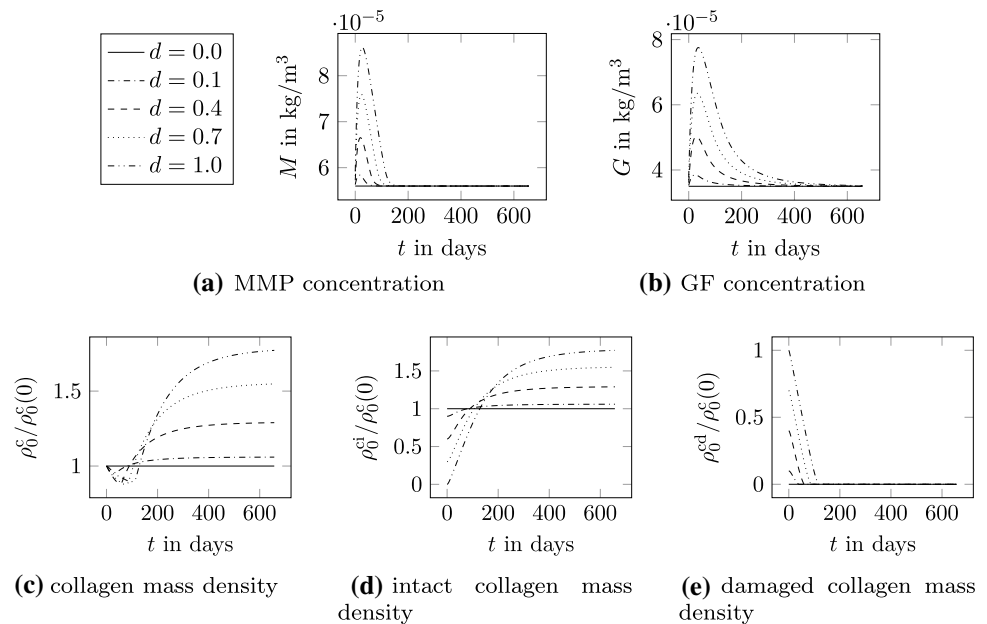 d = 0.0
d = 0.1
d = 0.4
d = 0.7
d = 1.0
·10⁻⁵
8
7
6
M in kg/m³
0 200 400 600
t in days
(a) MMP concentration
·10⁻⁵
8
6
4
G in kg/m³
0 200 400 600
t in days
(b) GF concentration
1.5
1
ρ₀ᶜ/ρ₀ᶜ(0)
0 200 400 600
t in days
(c) collagen mass density
1.5
1
0.5
0
ρ₀ᶜⁱ/ρ₀ᶜ(0)
0 200 400 600
t in days
(d) intact collagen mass
density
1
0.5
0
ρ₀ᶜᵈ/ρ₀ᶜ(0)
0 200 400 600
t in days
(e) damaged collagen mass
density